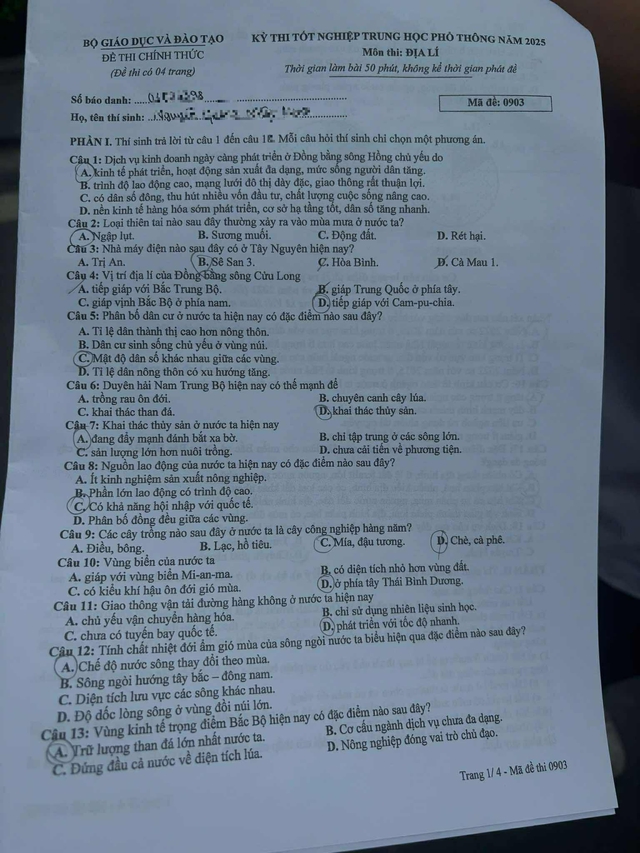 BỘ GIÁO DỤC VÀ ĐÀO TẠO
ĐỀ THI CHÍNH THỨC
(Đề thi có 04 trang)
KỲ THI TỐT NGHIỆP TRUNG HỌC PHỔ THÔNG NĂM 2025
Môn thi: ĐỊA LÍ
Thời gian làm bài 50 phút, không kể thời gian phát đề
Số báo danh:
Họ, tên thí sinh:
Mã đề: 0903
PHẦN I. Thí sinh trả lời từ câu 1 đến câu 18. Mỗi câu hỏi thí sinh chỉ chọn một phương án.
Câu 1: Dịch vụ kinh doanh ngày càng phát triển ở Đồng bằng sông Hồng chủ yếu do
A. kinh tế phát triển, hoạt động sản xuất đa dạng, mức sống người dân tăng.
B. trình độ lao động cao, mạng lưới đô thị dày đặc, giao thông rất thuận lợi.
C. có dân số đông, thu hút nhiều vốn đầu tư, chất lượng cuộc sống nâng cao.
D. nền kinh tế hàng hóa sớm phát triển, cơ sở hạ tầng tốt, dân số tăng nhanh.
Câu 2: Loại thiên tai nào sau đây thường xảy ra vào mùa mưa ở nước ta?
A. Ngập lụt. B. Sương muối. C. Động đất. D. Rét hại.
Câu 3: Nhà máy điện nào sau đây có ở Tây Nguyên hiện nay?
A. Trị An. B. Sê San 3. C. Hòa Bình. D. Cà Mau 1.
Câu 4: Vị trí địa lí của Đồng bằng sông Cửu Long
A. tiếp giáp với Bắc Trung Bộ. B. giáp Trung Quốc ở phía tây.
C. giáp vịnh Bắc Bộ ở phía nam. D. tiếp giáp với Cam-pu-chia.
Câu 5: Phân bố dân cư ở nước ta hiện nay có đặc điểm nào sau đây?
A. Tỉ lệ dân thành thị cao hơn nông thôn.
B. Dân cư sinh sống chủ yếu ở vùng núi.
C. Mật độ dân số khác nhau giữa các vùng.
D. Tỉ lệ dân nông thôn có xu hướng tăng.
Câu 6: Duyên hải Nam Trung Bộ hiện nay có thế mạnh để
A. trồng rau ôn đới. B. chuyên canh cây lúa.
C. khai thác than đá. D. khai thác thủy sản.
Câu 7: Khai thác thủy sản ở nước ta hiện nay
A. đang đẩy mạnh đánh bắt xa bờ. B. chỉ tập trung ở các sông lớn.
C. sản lượng lớn hơn nuôi trồng. D. chưa cải tiến về phương tiện.
Câu 8: Nguồn lao động của nước ta hiện nay có đặc điểm nào sau đây?
A. Ít kinh nghiệm sản xuất nông nghiệp.
B. Phần lớn lao động có trình độ cao.
C. Có khả năng hội nhập với quốc tế.
D. Phân bố đồng đều giữa các vùng.
Câu 9: Các cây trồng nào sau đây ở nước ta là cây công nghiệp hàng năm?
A. Điều, bông. B. Lạc, hồ tiêu. C. Mía, đậu tương. D. Chè, cà phê.
Câu 10: Vùng biển của nước ta
A. giáp với vùng biển Mi-an-ma. B. có diện tích nhỏ hơn vùng đất.
C. có kiểu khí hậu ôn đới gió mùa. D. ở phía tây Thái Bình Dương.
Câu 11: Giao thông vận tải đường hàng không ở nước ta hiện nay
A. chủ yếu vận chuyển hàng hóa. B. chỉ sử dụng nhiên liệu sinh học.
C. chưa có tuyến bay quốc tế. D. phát triển với tốc độ nhanh.
Câu 12: Tính chất nhiệt đới ẩm gió mùa của sông ngòi nước ta biểu hiện qua đặc điểm nào sau đây?
A. Chế độ nước sông thay đổi theo mùa.
B. Sông ngòi hướng tây bắc – đông nam.
C. Diện tích lưu vực các sông khác nhau.
D. Độ dốc lòng sông ở vùng đồi núi lớn.
Câu 13: Vùng kinh tế trọng điểm Bắc Bộ hiện nay có đặc điểm nào sau đây?
A. Trữ lượng than đá lớn nhất nước ta. B. Cơ cấu ngành dịch vụ chưa đa dạng.
C. Đứng đầu cả nước về diện tích lúa. D. Nông nghiệp đóng vai trò chủ đạo.
Trang 1/ 4 - Mã đề thi 0903